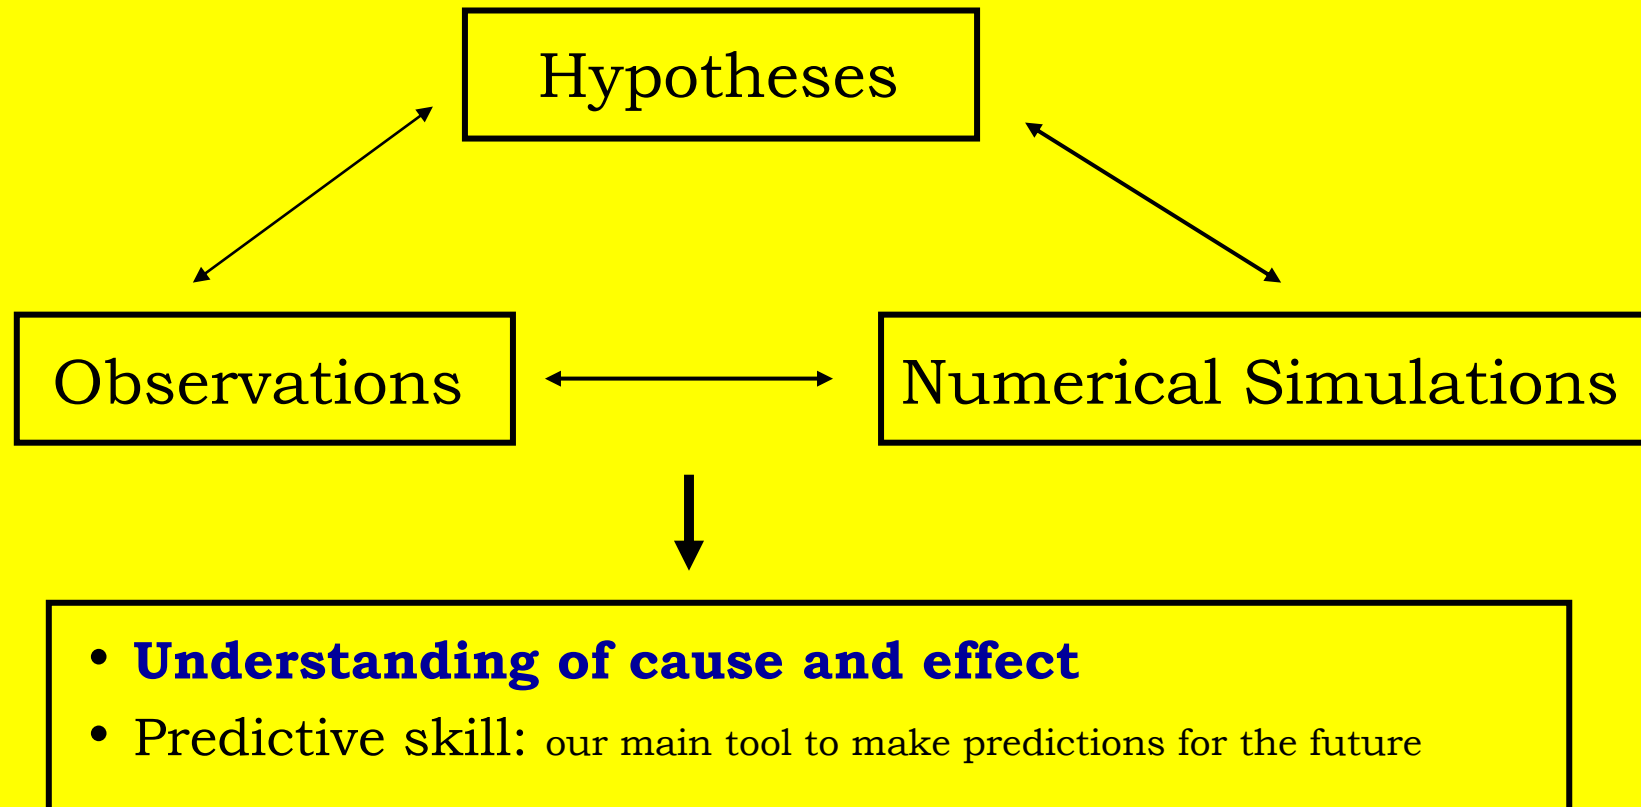 Hypotheses
Observations
Numerical Simulations
• Understanding of cause and effect
• Predictive skill: our main tool to make predictions for the future